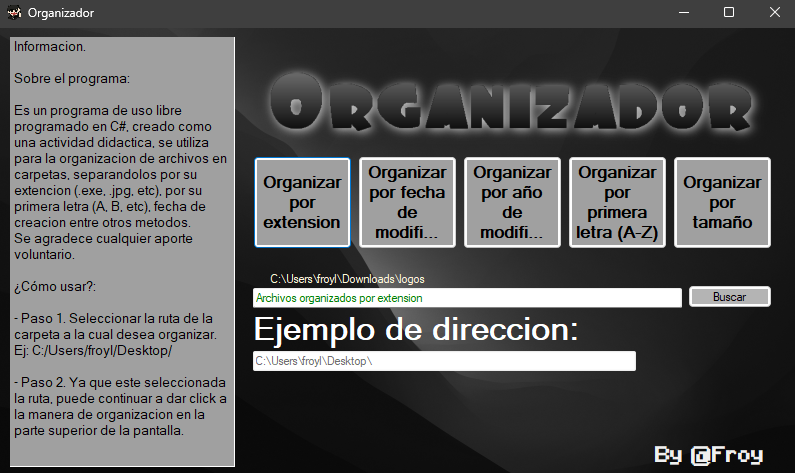 Organizador
Informacion.
Sobre el programa:
Es un programa de uso libre
programado en C#, creado como
una actividad didactica, se utiliza
para la organizacion de archivos en
carpetas, separandolos por su
extencion (.exe, .jpg, etc), por su
primera letra (A, B, etc), fecha de
creacion entre otros metodos.
Se agradece cualquier aporte
voluntario.
¿Cómo usar?:
- Paso 1. Seleccionar la ruta de la
carpeta a la cual desea organizar.
Ej: C:/Users/froyl/Desktop/
- Paso 2. Ya que este seleccionada
la ruta, puede continuar a dar click a
la manera de organizacion en la
parte superior de la pantalla.
ORGANIZADOR
Organizar
por
extension
Organizar
por fecha
de
modifi...
Organizar
por año
de
modifi...
Organizar
por
primera
letra (A-Z)
Organizar
por
tamaño
C:\Users\froyl\Downloads\logos
Archivos organizados por extension
Buscar
Ejemplo de direccion:
C:\Users\froyl\Desktop\
By @Froy